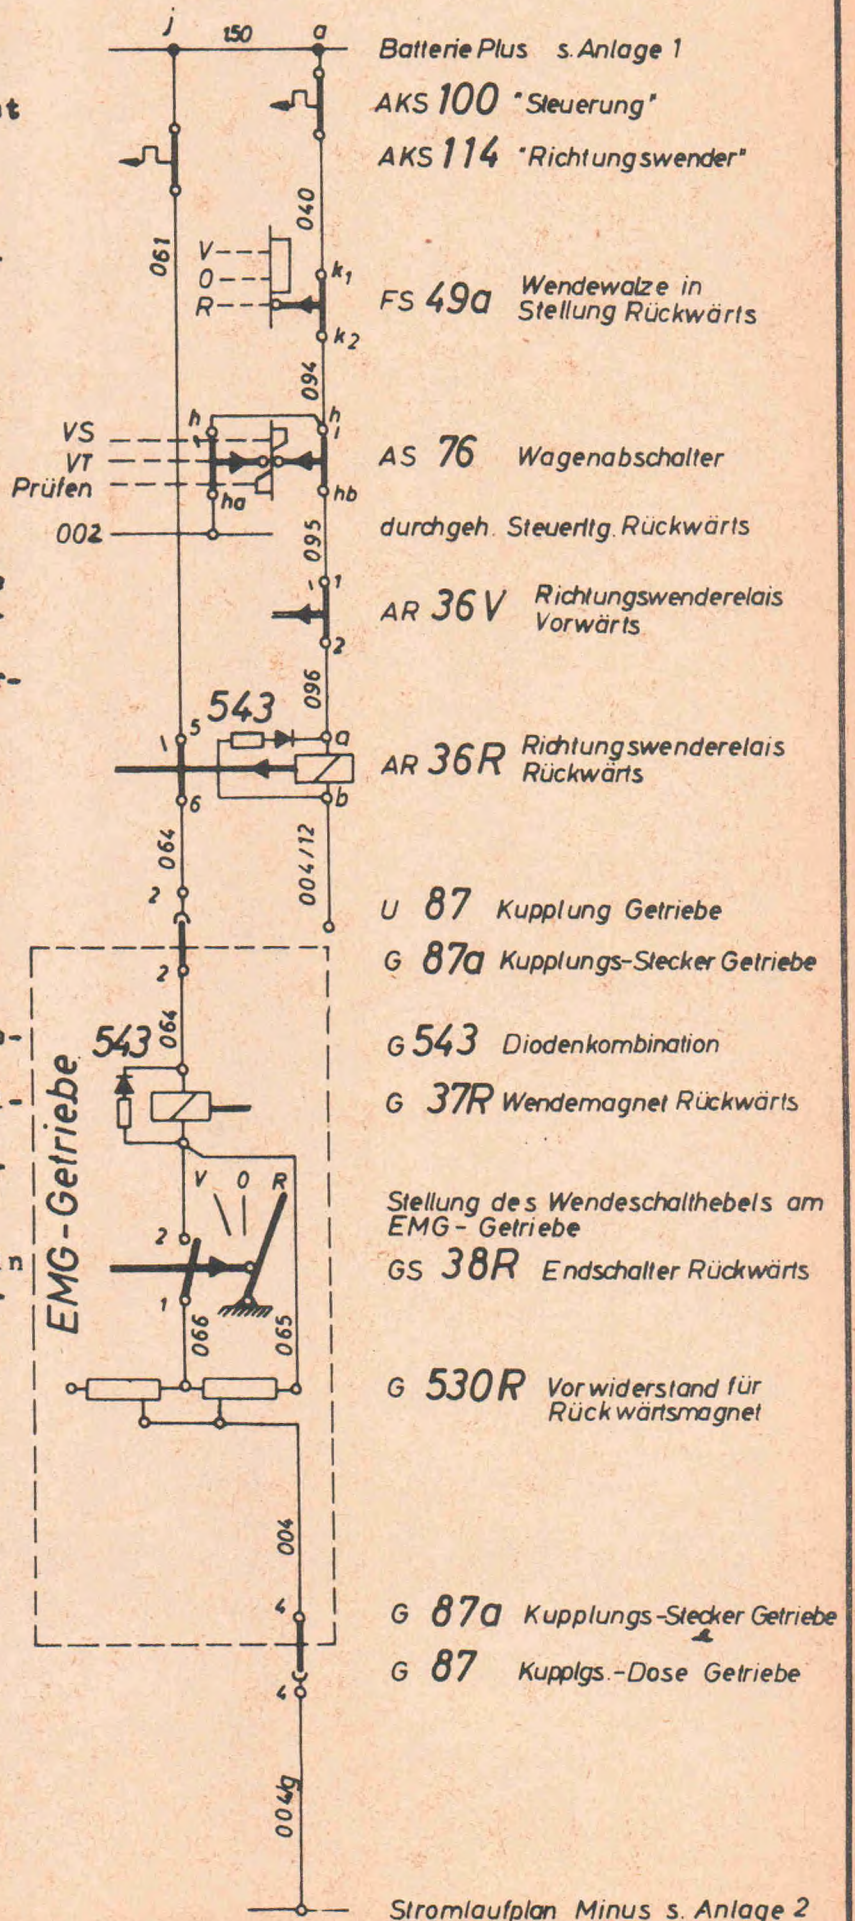 j 150 a Batterie Plus s. Anlage 1
AKS 100 "Steuerung"
AKS 114 "Richtungswender"
040
061
V
O
R
k1
k2
FS 49a Wendewalze in
Stellung Rückwärts
094
h h
1 1
VS
VT
Prüfen
AS 76 Wagenabschalter
ha hb
002
095
durchgeh. Steuerltg. Rückwärts
1
2
AR 36V Richtungswenderelais
Vorwärts
096
543
5 a
6 b
AR 36R Richtungswenderelais
Rückwärts
064
004/12
2
U 87 Kupplung Getriebe
2
G 87a Kupplungs-Stecker Getriebe
064
543
G 543 Diodenkombination
G 37R Wendemagnet Rückwärts
EMG-Getriebe
V O R
Stellung des Wendeschalthebels am
EMG- Getriebe
2
1
GS 38R Endschalter Rückwärts
066
065
G 530R Vorwiderstand für
Rückwärtsmagnet
004
4
G 87a Kupplungs-Stecker Getriebe
4
G 87 Kupplgs.-Dose Getriebe
004g
Stromlaufplan Minus s. Anlage 2